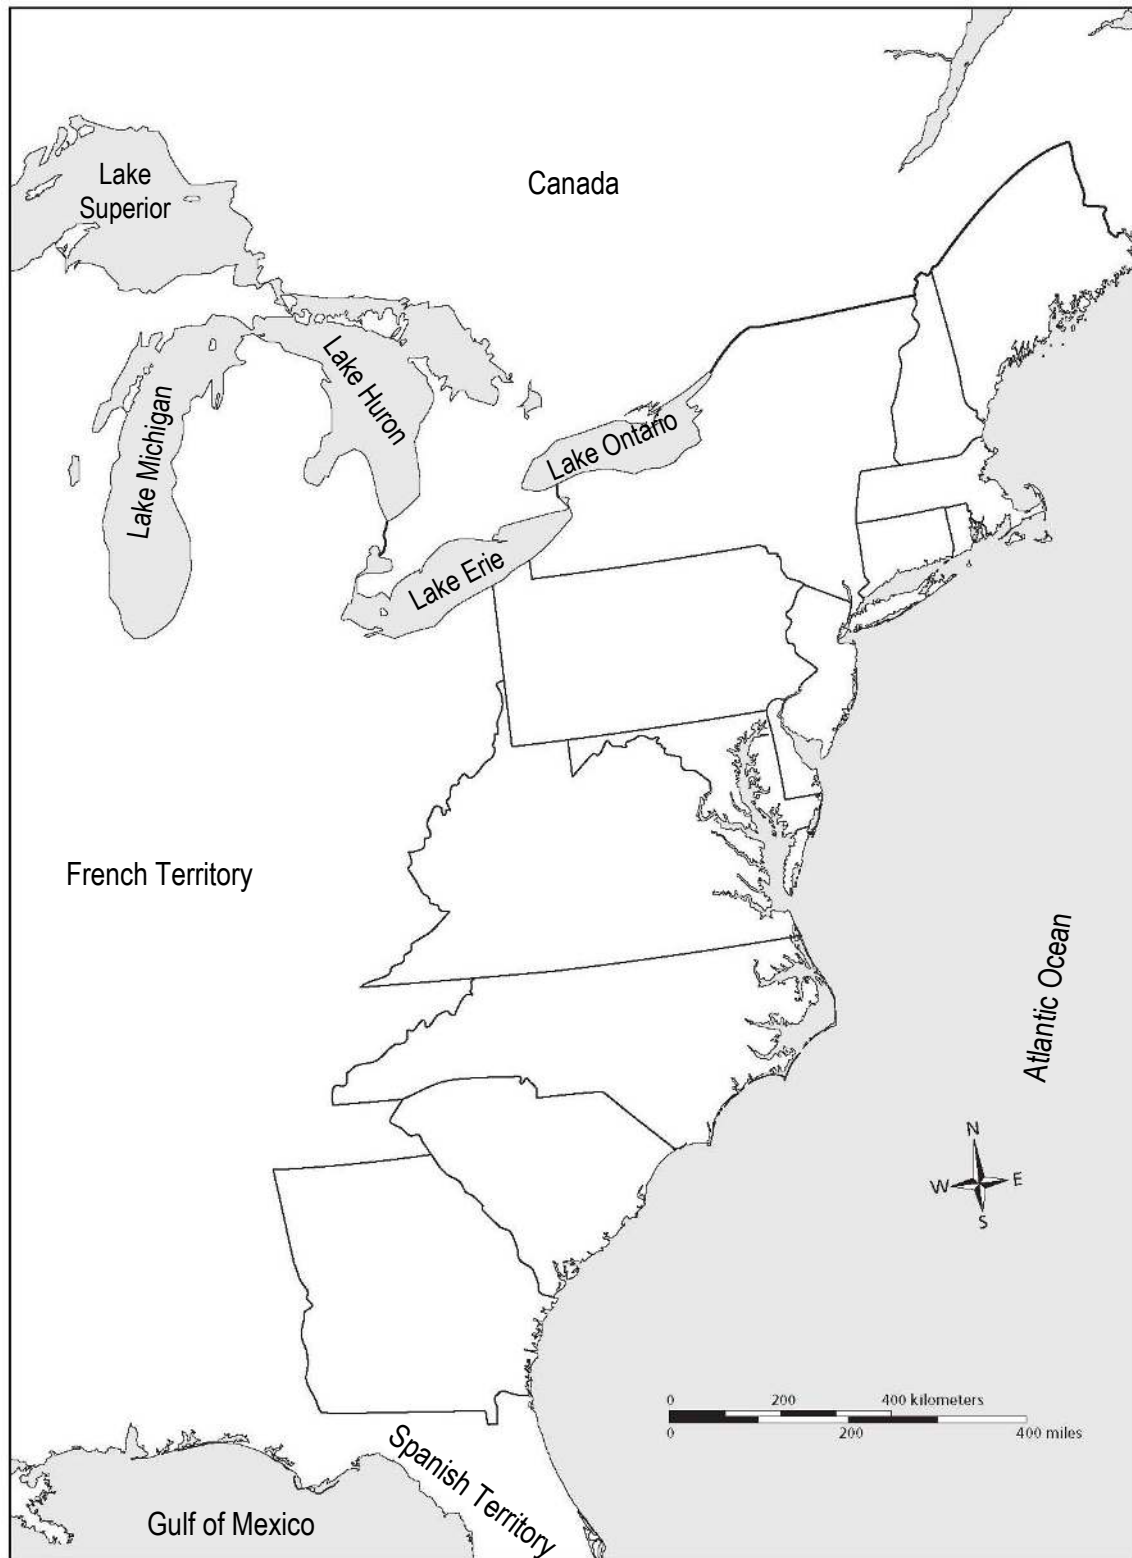 Lake
Superior
Canada
Lake Huron
Lake Michigan
Lake Ontario
Lake Erie
French Territory
Atlantic Ocean
N
W E
S
0 200 400 kilometers
0 200 400 miles
Spanish Territory
Gulf of Mexico